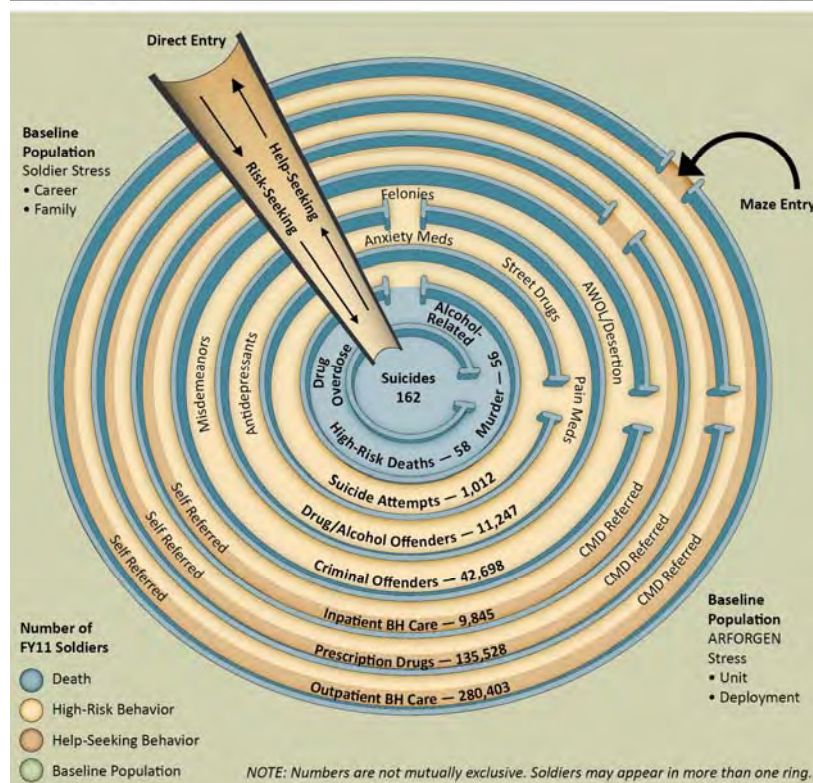 Direct Entry
Baseline
Population
Soldier Stress
• Career
• Family
Help-Seeking
Risk-Seeking
Maze Entry
Felonies
Anxiety Meds
Street Drugs
AWOL/Desertion
Misdemeanors
Antidepressants
Pain Meds
Alcohol-
Related
Drug
Overdose
Suicides
162
Murder — 56
High-Risk Deaths — 58
Suicide Attempts — 1,012
Drug/Alcohol Offenders — 11,247
Criminal Offenders — 42,698
Inpatient BH Care — 9,845
Prescription Drugs — 135,528
Outpatient BH Care — 280,403
Self Referred
Self Referred
Self Referred
CMD Referred
CMD Referred
CMD Referred
Baseline
Population
ARFORGEN
Stress
• Unit
• Deployment
Number of
FY11 Soldiers
Death
High-Risk Behavior
Help-Seeking Behavior
Baseline Population
NOTE: Numbers are not mutually exclusive. Soldiers may appear in more than one ring.